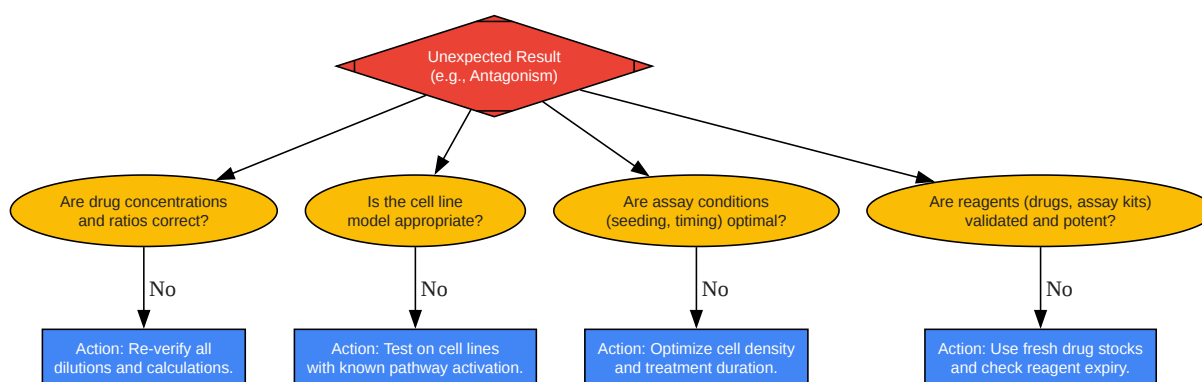 Unexpected Result
(e.g., Antagonism)
Are drug concentrations
and ratios correct?
Is the cell line
model appropriate?
Are assay conditions
(seeding, timing) optimal?
Are reagents (drugs, assay kits)
validated and potent?
No
No
No
No
Action: Re-verify all
dilutions and calculations.
Action: Test on cell lines
with known pathway activation.
Action: Optimize cell density
and treatment duration.
Action: Use fresh drug stocks
and check reagent expiry.